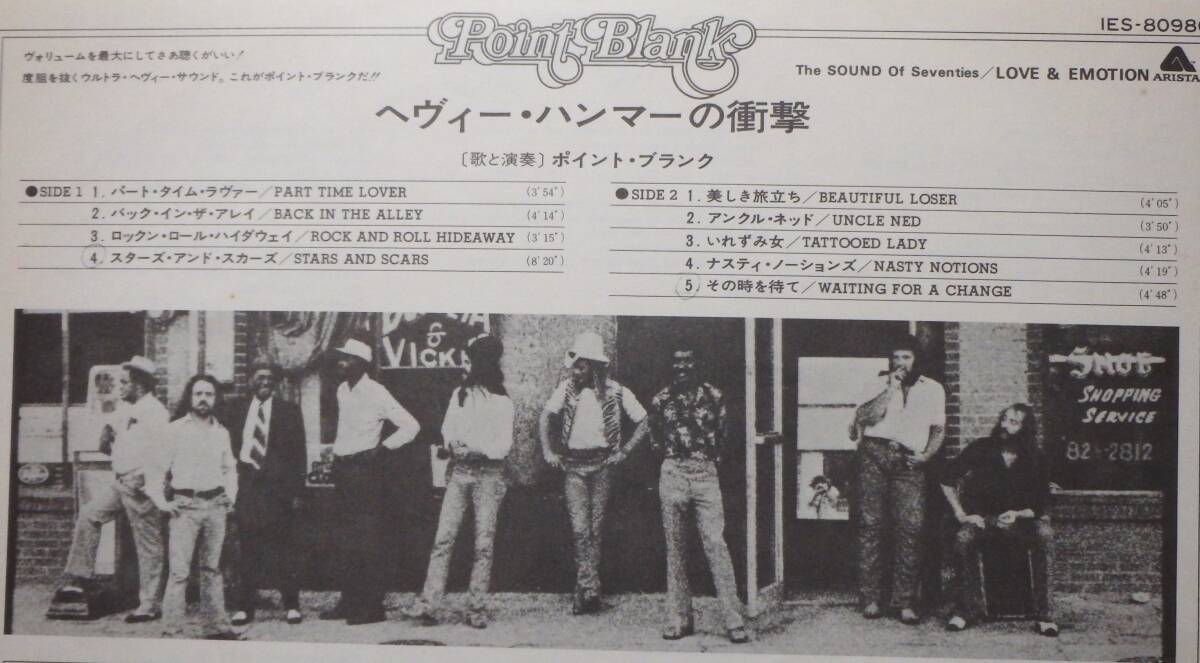 Point Blank
IES-8098
ヴォリュームを最大にしてさあ聴くがいい!
度胆を抜くウルトラ・ヘヴィー・サウンド。これがポイント・ブランクだ!!
The SOUND Of Seventies/LOVE & EMOTION
ARISTA
ヘヴィー・ハンマーの衝撃
〔歌と演奏〕ポイント・ブランク
●SIDE 1 1. パート・タイム・ラヴァー/PART TIME LOVER (3'54")
2. バック・イン・ザ・アレイ/BACK IN THE ALLEY (4'14")
3. ロックン・ロール・ハイダウェイ/ROCK AND ROLL HIDEAWAY (3'15")
4. スターズ・アンド・スカーズ/STARS AND SCARS (8'20")
●SIDE 2 1. 美しき旅立ち/BEAUTIFUL LOSER (4'05")
2. アンクル・ネッド/UNCLE NED (3'50")
3. いれずみ女/TATTOOED LADY (4'13")
4. ナスティ・ノーションズ/NASTY NOTIONS (4'19")
5. その時を待て/WAITING FOR A CHANGE (4'48")
&
VICK
SHOE
SHOPPING
SERVICE
-2812